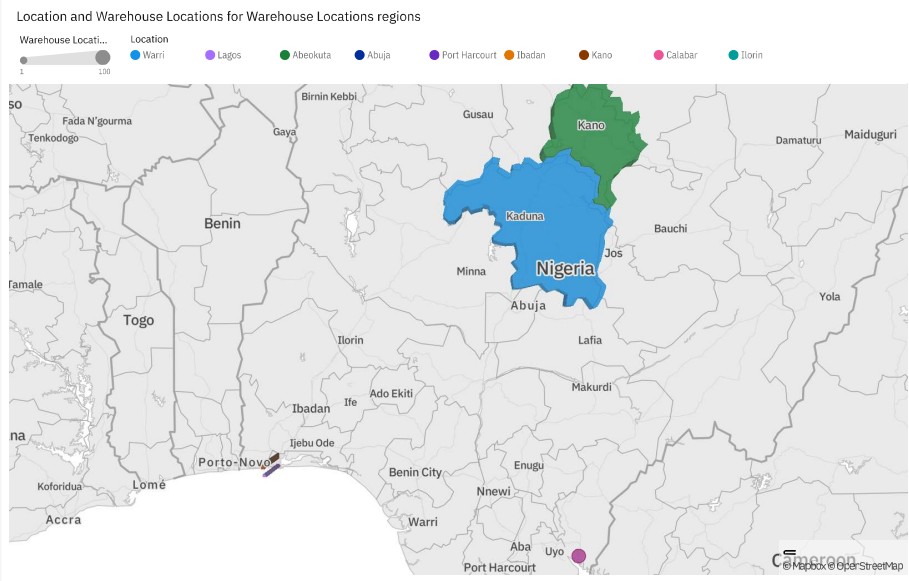 Location and Warehouse Locations for Warehouse Locations regions
Warehouse Locati...
1
100
Location
Warri
Lagos
Abeokuta
Abuja
Port Harcourt
Ibadan
Kano
Calabar
Ilorin
so
Birnin Kebbi
Gusau
Fada N'gourma
Tenkodogo
Gaya
Kano
Damaturu
Maiduguri
Benin
Kaduna
Bauchi
Jos
Minna
Nigeria
Tamale
Yola
Abuja
Togo
Ilorin
Lafia
Makurdi
Ado Ekiti
Ife
Ibadan
na
Ijebu Ode
Porto-Novo
Enugu
Benin City
Koforidua
Lomé
Nnewi
Accra
Warri
Aba
Uyo
Port Harcourt
Cameroon
© Mapbox © OpenStreetMap